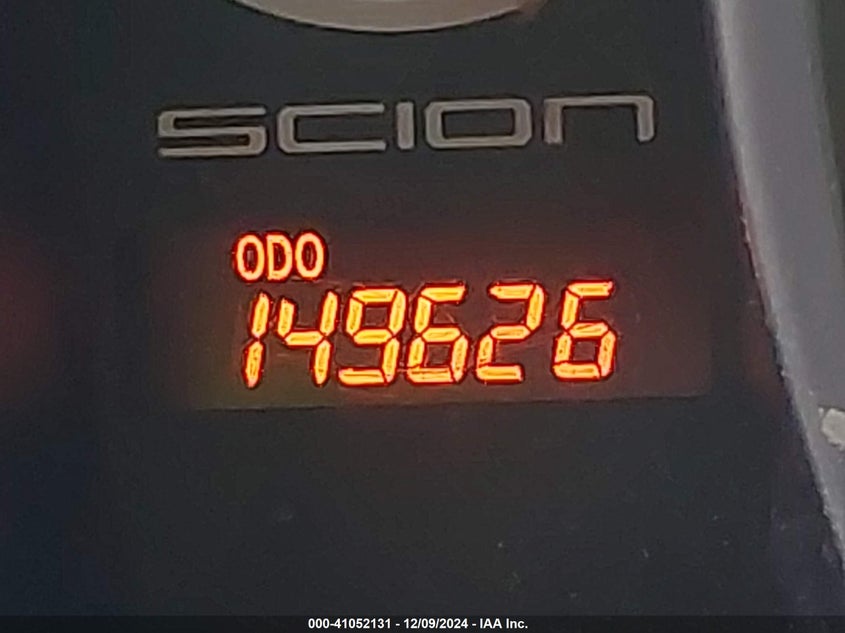 SCION
ODO
149626
000-41052131 - 12/09/2024 - IAA Inc.